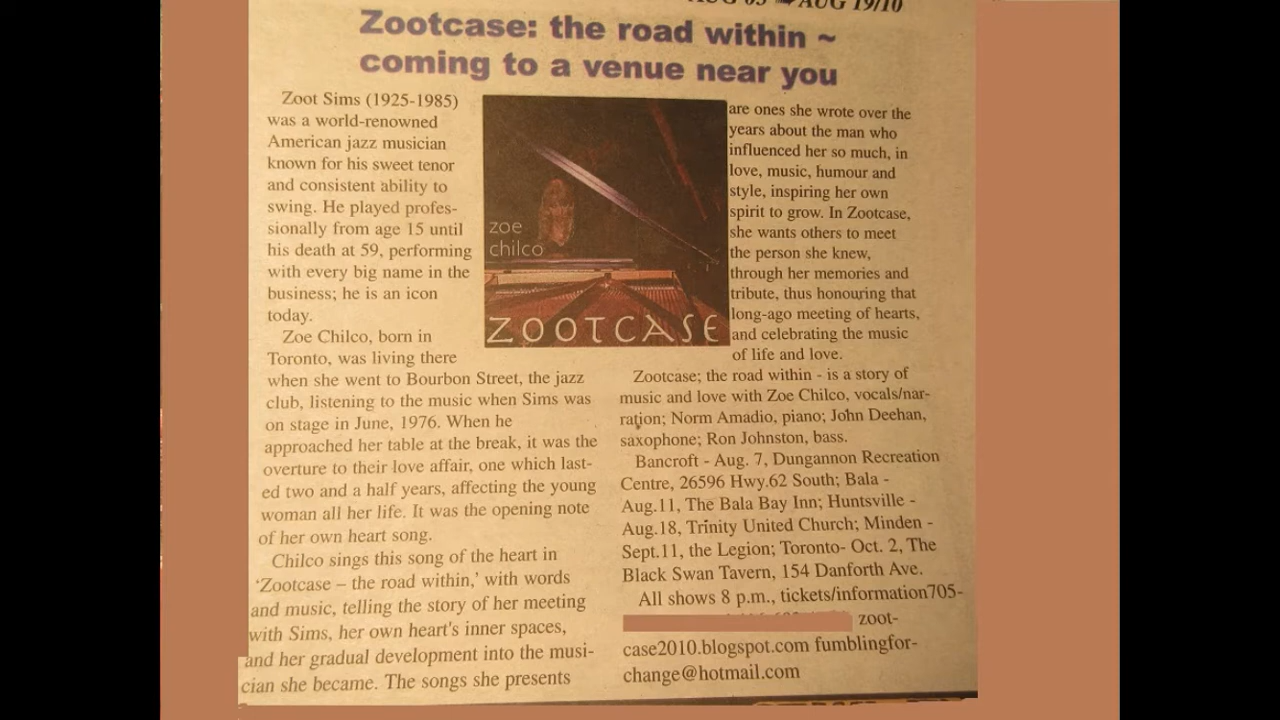 AUG 19/10
Zootcase: the road within ~
coming to a venue near you
Zoot Sims (1925-1985)
was a world-renowned
American jazz musician
known for his sweet tenor
and consistent ability to
swing. He played profes-
sionally from age 15 until
his death at 59, performing
with every big name in the
business; he is an icon
today.
Zoe Chilco, born in
Toronto, was living there
when she went to Bourbon Street, the jazz
club, listening to the music when Sims was
on stage in June, 1976. When he
approached her table at the break, it was the
overture to their love affair, one which last-
ed two and a half years, affecting the young
woman all her life. It was the opening note
of her own heart song.
Chilco sings this song of the heart in
‘Zootcase – the road within,’ with words
and music, telling the story of her meeting
with Sims, her own heart's inner spaces,
and her gradual development into the musi-
cian she became. The songs she presents
zoe
chilco
ZOOTCASE
are ones she wrote over the
years about the man who
influenced her so much, in
love, music, humour and
style, inspiring her own
spirit to grow. In Zootcase,
she wants others to meet
the person she knew,
through her memories and
tribute, thus honouring that
long-ago meeting of hearts,
and celebrating the music
of life and love.
Zootcase; the road within - is a story of
music and love with Zoe Chilco, vocals/nar-
ration; Norm Amadio, piano; John Deehan,
saxophone; Ron Johnston, bass.
Bancroft - Aug. 7, Dungannon Recreation
Centre, 26596 Hwy.62 South; Bala -
Aug.11, The Bala Bay Inn; Huntsville -
Aug.18, Trinity United Church; Minden -
Sept.11, the Legion; Toronto- Oct. 2, The
Black Swan Tavern, 154 Danforth Ave.
All shows 8 p.m., tickets/information705-
zoot-
case2010.blogspot.com fumblingfor-
change@hotmail.com